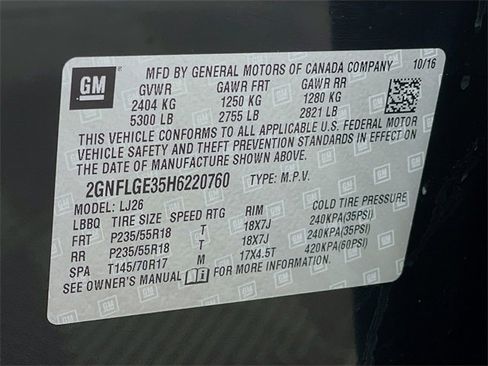 GM
MFD BY GENERAL MOTORS OF CANADA COMPANY 10/16
GVWR GAWR FRT GAWR RR
2404 KG 1250 KG 1280 KG
5300 LB 2755 LB 2821 LB
THIS VEHICLE CONFORMS TO ALL APPLICABLE U.S. FEDERAL MOTOR
VEHICLE SAFETY AND THEFT PREVENTION STANDARDS IN EFFECT ON
THE DATE OF MANUFACTURE SHOWN ABOVE.
2GNFLGE35H6220760 TYPE: M.P.V.
MODEL: LJ26
LBBQ TIRE SIZE SPEED RTG RIM COLD TIRE PRESSURE
FRT P235/55R18 T 18X7J 240KPA(35PSI)
RR P235/55R18 T 18X7J 240KPA(35PSI)
SPA T145/70R17 M 17X4.5T 420KPA(60PSI)
SEE OWNER'S MANUAL FOR MORE INFORMATION.